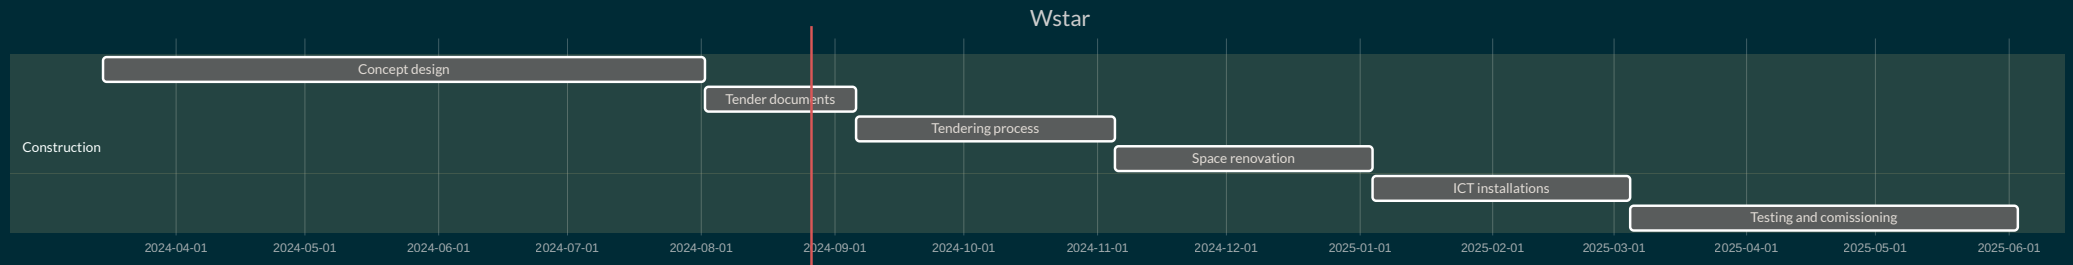 Wstar
Concept design
Tender documents
Tendering process
Construction
Space renovation
ICT installations
Testing and comissioning
2024-04-01 2024-05-01 2024-06-01 2024-07-01 2024-08-01 2024-09-01 2024-10-01 2024-11-01 2024-12-01 2025-01-01 2025-02-01 2025-03-01 2025-04-01 2025-05-01 2025-06-01